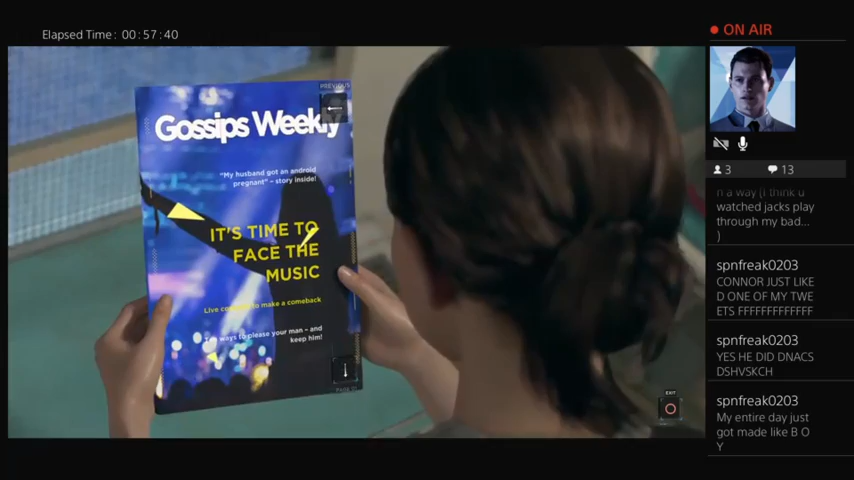 Elapsed Time: 00:57:40
ON AIR
PREVIOUS
Gossips Weekly
"My husband got an android
pregnant" – story inside!
IT'S TIME TO
FACE THE
MUSIC
Live to make a comeback
ways to please your man – and
keep him!
EXIT
3
13
n a way (I think u
watched jacks play
through my bad...
)
spnfreak0203
CONNOR JUST LIKE
D ONE OF MY TWE
ETS FFFFFFFFFFFFF
spnfreak0203
YES HE DID DNACS
DSHVSKCH
spnfreak0203
My entire day just
got made like B O
Y